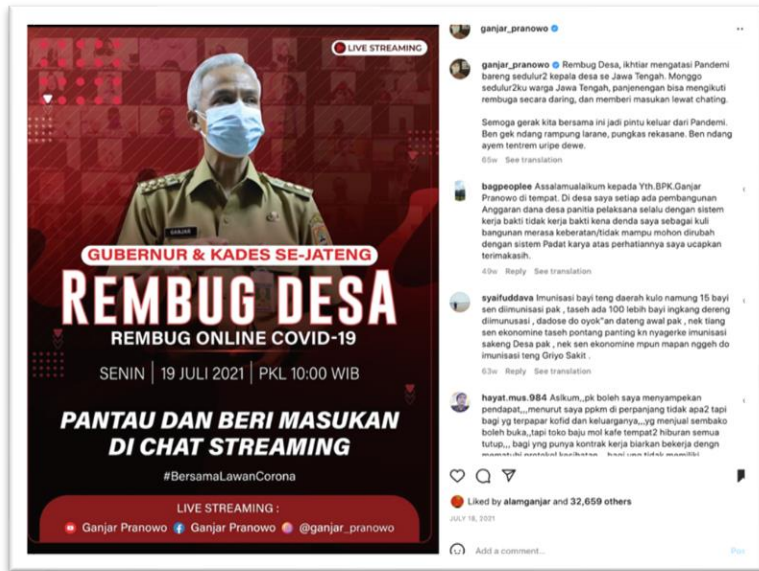 LIVE STREAMING
GANJAR
GUBERNUR & KADES SE-JATENG
REMBUG DESA
REMBUG ONLINE COVID-19
SENIN | 19 JULI 2021 | PKL 10:00 WIB
PANTAU DAN BERI MASUKAN
DI CHAT STREAMING
#BersamaLawanCorona
LIVE STREAMING :
Ganjar Pranowo Ganjar Pranowo @ganjar_pranowo
ganjar_pranowo
ganjar_pranowo Rembug Desa, ikhtiar mengatasi Pandemi
bareng sedulur2 kepala desa se Jawa Tengah. Monggo
sedulur2ku warga Jawa Tengah, panjenengan bisa mengikuti
rembuga secara daring, dan memberi masukan lewat chating.
Semoga gerak kita bersama ini jadi pintu keluar dari Pandemi.
Ben gek ndang rampung larane, pungkas rekasane. Ben ndang
ayem tentrem uripe dewe.
65w See translation
bagpeoplee Assalamualaikum kepada Yth.BPK.Ganjar
Pranowo di tempat. Di desa saya setiap ada pembangunan
Anggaran dana desa panitia pelaksana selalu dengan sistem
kerja bakti tidak kerja bakti kena denda saya sebagai kuli
bangunan merasa keberatan/tidak mampu mohon dirubah
dengan sistem Padat karya atas perhatiannya saya ucapkan
terimakasih.
49w Reply See translation
syaifuddava Imunisasi bayi teng daerah kulo namung 15 bayi
sen diimunisasi pak , taseh ada 100 lebih bayi ingkang dereng
diimunusasi , dadose do oyok"an dateng awal pak , nek tiang
sen ekonomine taseh pontang panting kn nyagerke imunisasi
sakeng Desa pak , nek sen ekonomine mpun mapan nggeh do
imunisasi teng Griyo Sakit .
63w Reply See translation
hayat.mus.984 Aslkum,,pk boleh saya menyampekan
pendapat,,,menurut saya ppkm di perpanjang tidak apa2 tapi
bagi yg terpapar kofid dan keluarganya,,,yg menjual sembako
boleh buka,,tapi toko baju mol kafe tempat2 hiburan semua
tutup,,, bagi yng punya kontrak kerja biarkan bekerja dengn
Liked by alamganjar and 32,659 others
JULY 18, 2021
Add a comment...